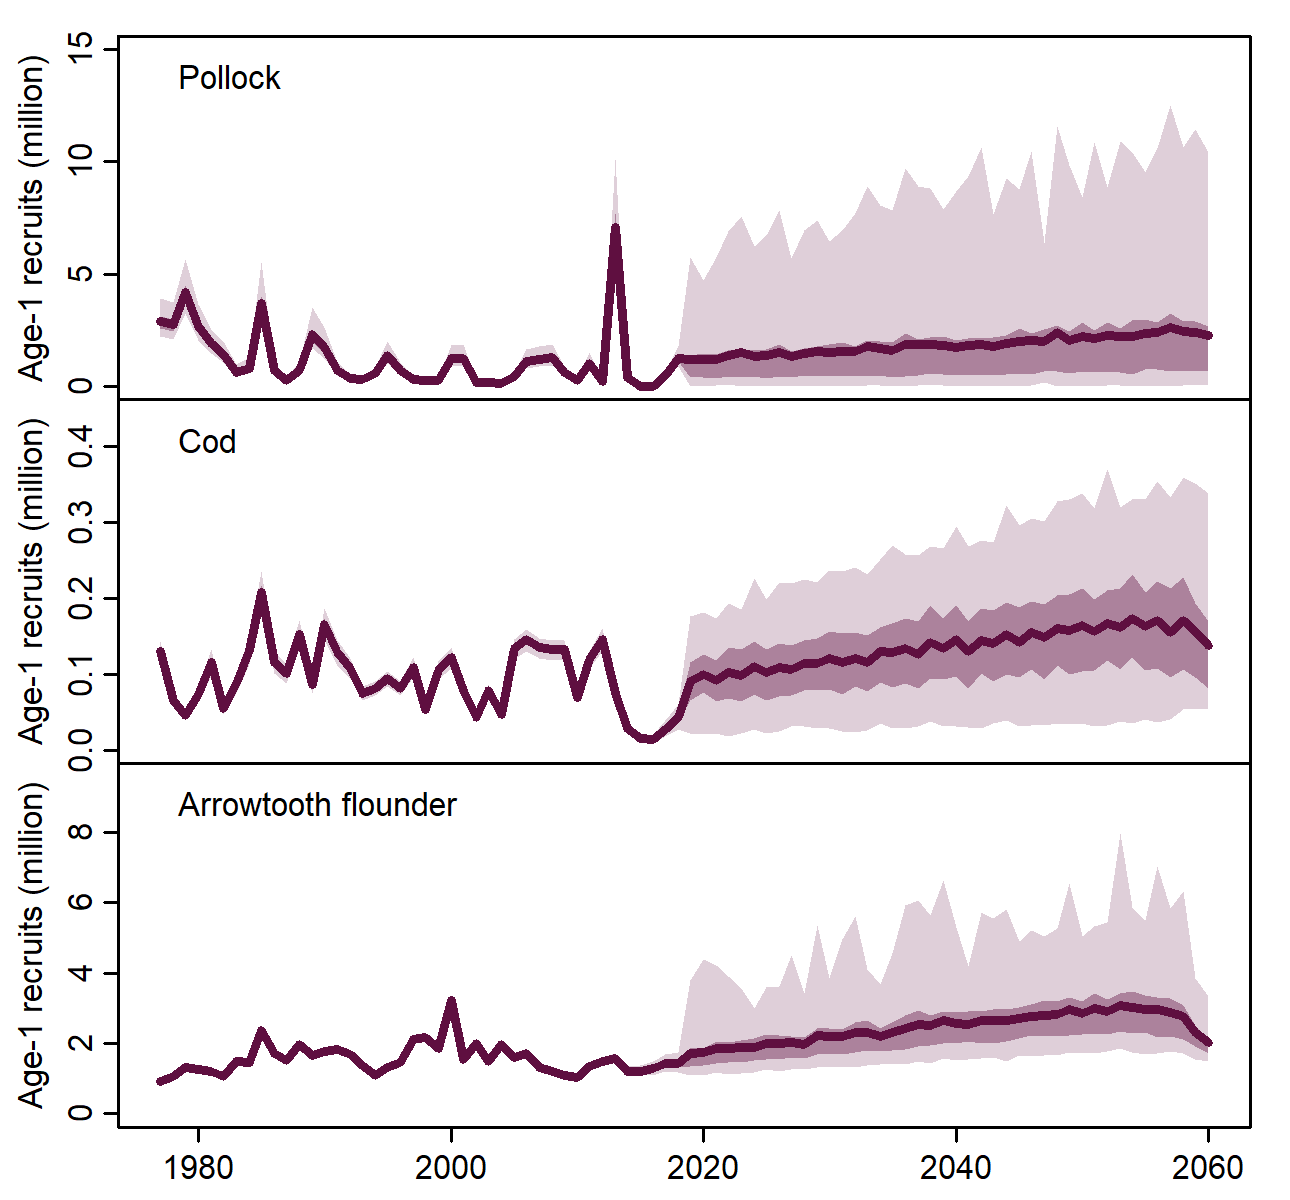 Age-1 recruits (million)
15
10
5
0
Pollock
Age-1 recruits (million)
0.4
0.3
0.2
0.1
0.0
Cod
Age-1 recruits (million)
8
6
4
2
0
Arrowtooth flounder
1980 2000 2020 2040 2060